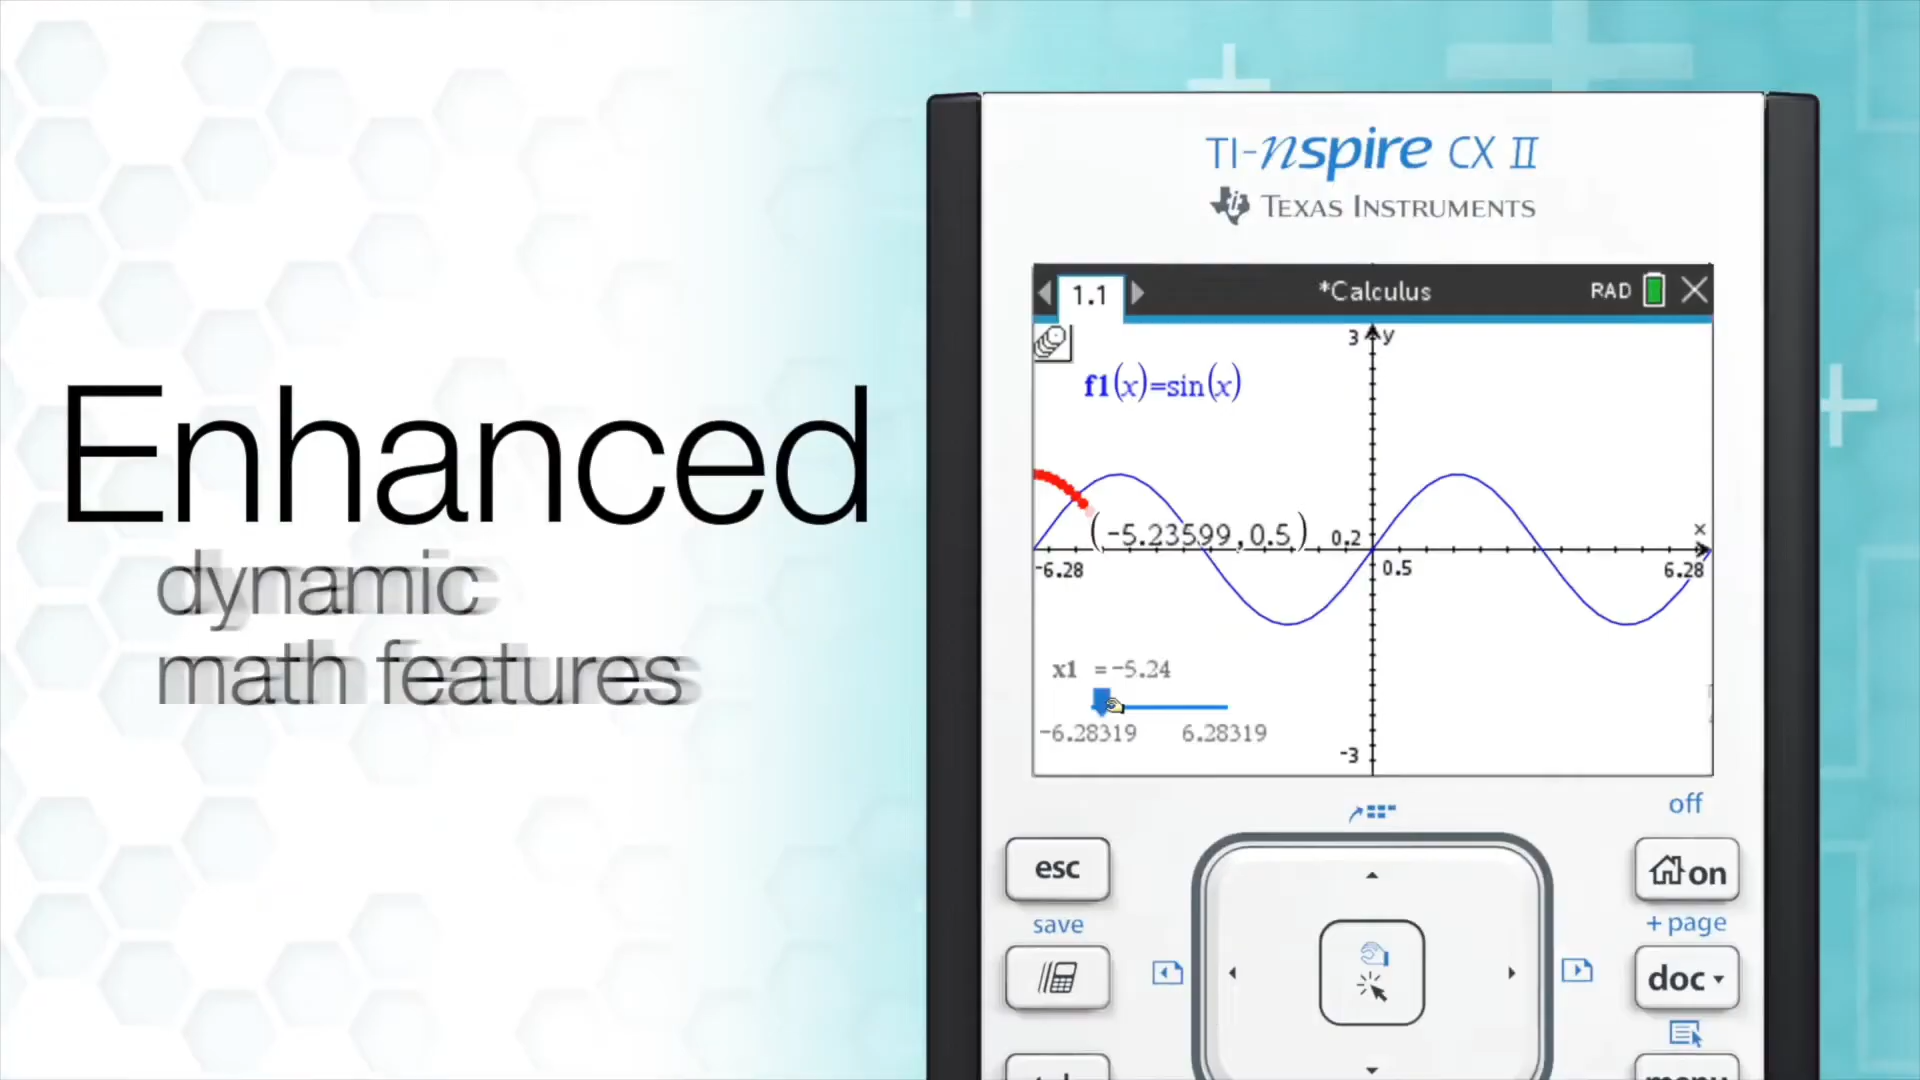 Enhanced
dynamic
math features
TI-nspire CX II
TEXAS INSTRUMENTS
1.1
*Calculus
RAD
3
y
f1(x)=sin(x)
(-5.23599,0.5)
0.2
x
-6.28
0.5
6.28
x1 = -5.24
-6.28319
6.28319
-3
off
esc
on
save
+ page
doc